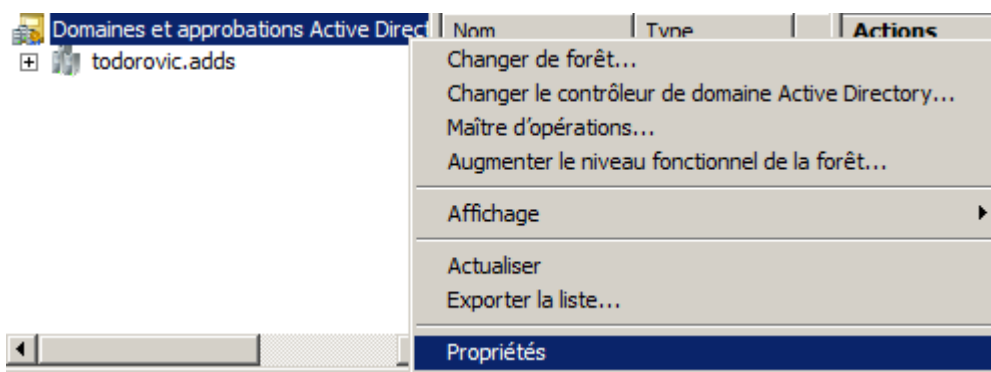 Domaines et approbations Active Direct
Nom
Type
Actions
todorovic.adds
Changer de forêt...
Changer le contrôleur de domaine Active Directory...
Maître d'opérations...
Augmenter le niveau fonctionnel de la forêt...
Affichage
Actualiser
Exporter la liste...
Propriétés